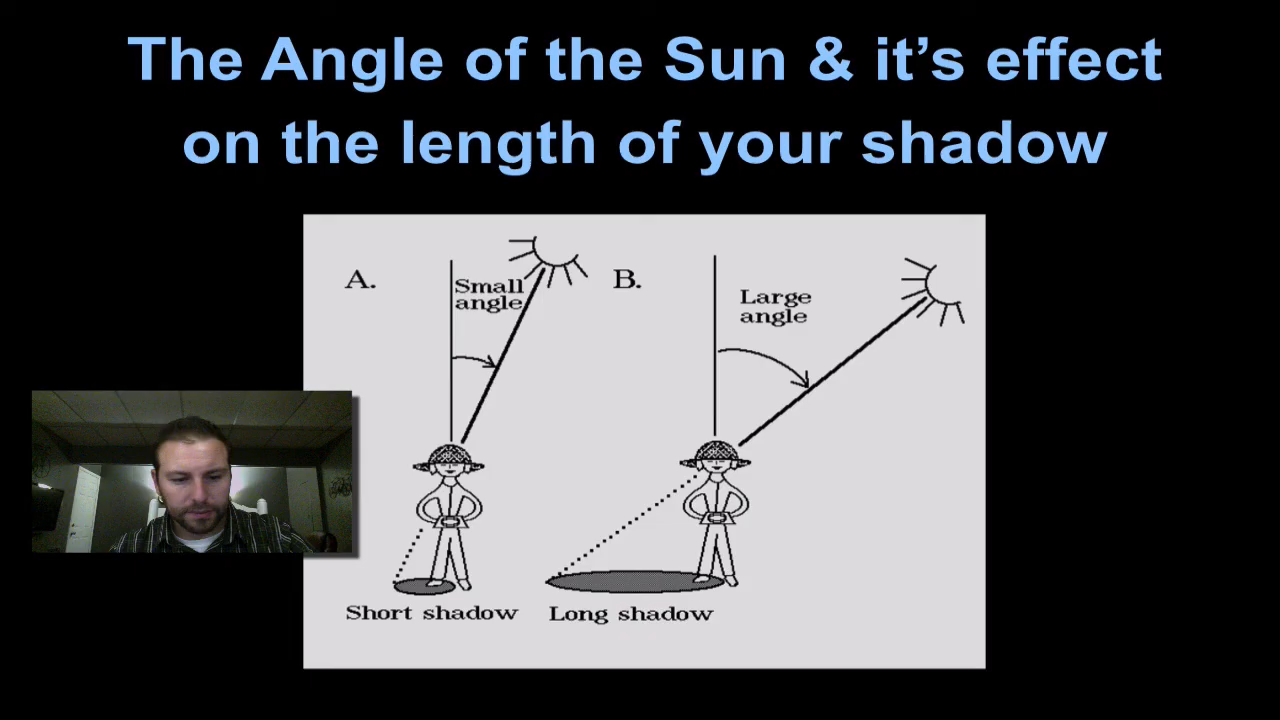 The Angle of the Sun & it’s effect
on the length of your shadow
A.
Small
angle
B.
Large
angle
Short shadow
Long shadow